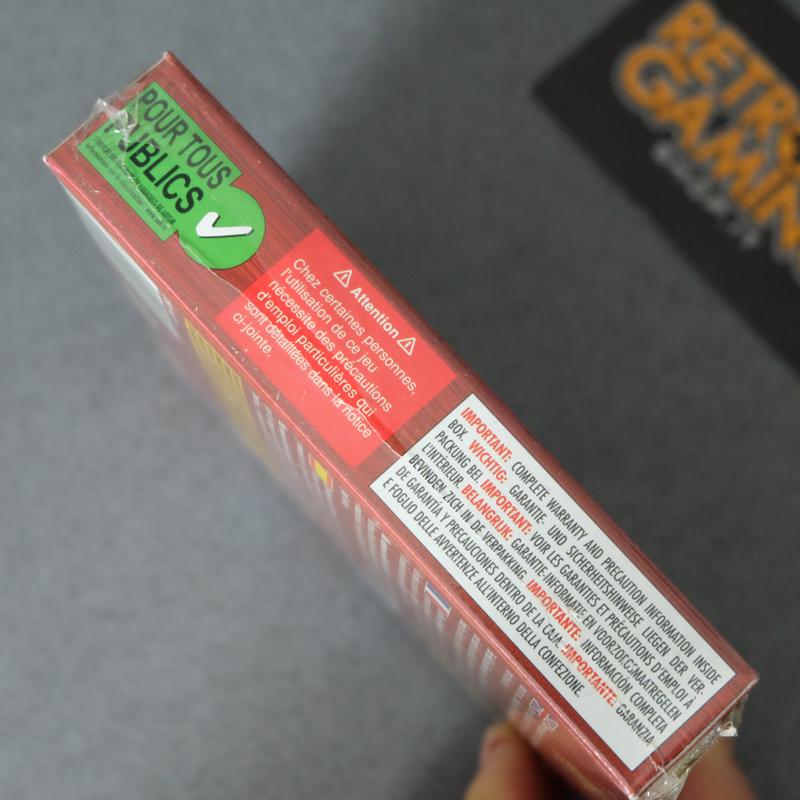 POUR TOUS
PUBLICS
Attention
Chez certaines personnes,
l'utilisation de ce jeu
nécessite des précautions
d'emploi particulières qui
sont détaillées dans la notice
ci-jointe.
IMPORTANT: COMPLETE WARRANTY AND PRECAUTION INFORMATION INSIDE
BOX. WICHTIG: GARANTIE- UND SICHERHEITSHINWEISE LIEGEN DER VER-
PACKUNG BEI. IMPORTANT: VOIR LES GARANTIES ET PRÉCAUTIONS D'EMPLOI À
L'INTÉRIEUR. BELANGRIJK: GARANTIE-INFORMATIE EN VOORZORGSMAATREGELEN
BEVINDEN ZICH IN DE VERPAKKING. IMPORTANTE: INFORMACIÓN COMPLETA
DE GARANTÍA Y PRECAUCIONES DENTRO DE LA CAJA. IMPORTANTE: GARANZIA
E FOGLIO DELLE AVVERTENZE ALL'INTERNO DELLA CONFEZIONE.
RETRO
GAMING